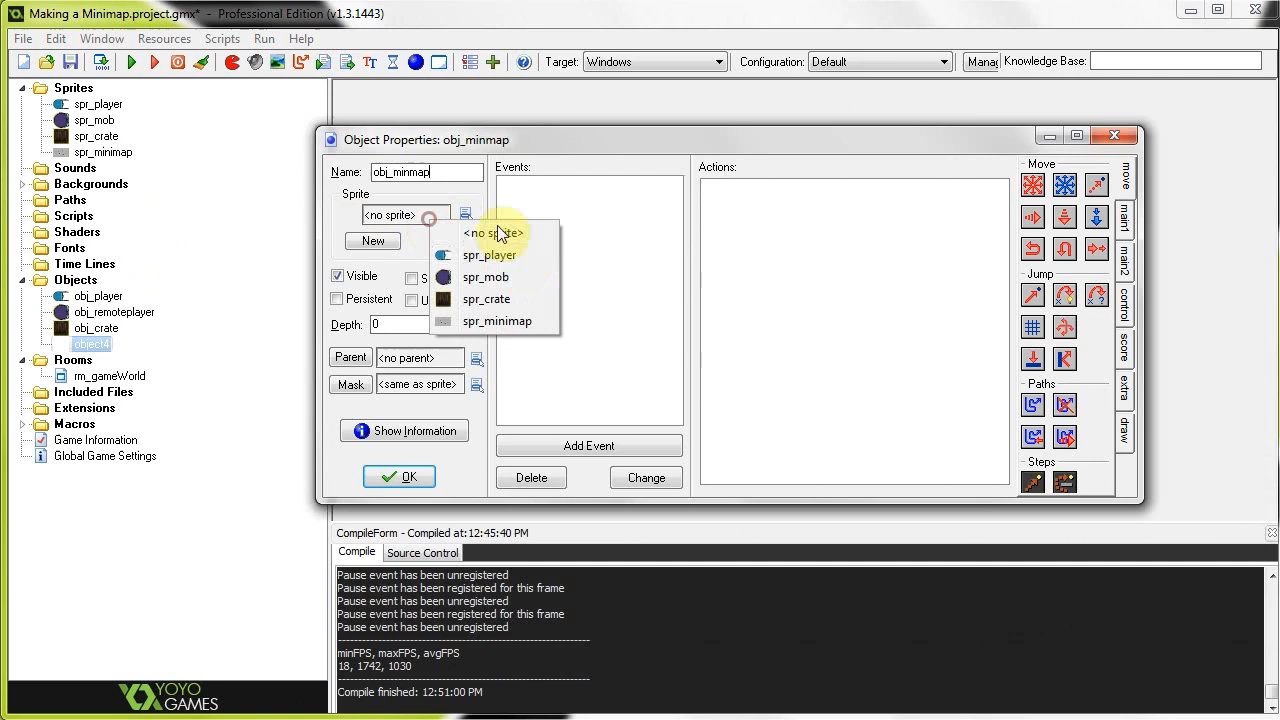 Making a Minimap.project.gmx* - Professional Edition (v1.3.1443)
File Edit Window Resources Scripts Run Help
Target: Windows Configuration: Default Manag Knowledge Base:
Sprites
spr_player
spr_mob
spr_crate
spr_minimap
Sounds
Backgrounds
Paths
Scripts
Shaders
Fonts
Time Lines
Objects
obj_player
obj_remoteplayer
obj_crate
object4
Rooms
rm_gameWorld
Included Files
Extensions
Macros
Game Information
Global Game Settings
YOYO
GAMES
Object Properties: obj_minmap
Name: obj_minmap
Sprite
<no sprite>
New
Visible S
Persistent U
Depth: 0
Parent <no parent>
Mask <same as sprite>
Show Information
OK
<no sprite>
spr_player
spr_mob
spr_crate
spr_minimap
Events:
Add Event
Delete Change
Actions:
Move
Jump
Paths
Steps
move
main1
main2
control
score
extra
draw
CompileForm - Compiled at:12:45:40 PM
Compile Source Control
Pause event has been unregistered
Pause event has been registered for this frame
Pause event has been unregistered
Pause event has been registered for this frame
Pause event has been unregistered
minFPS, maxFPS, avgFPS
18, 1742, 1030
Compile finished: 12:51:00 PM